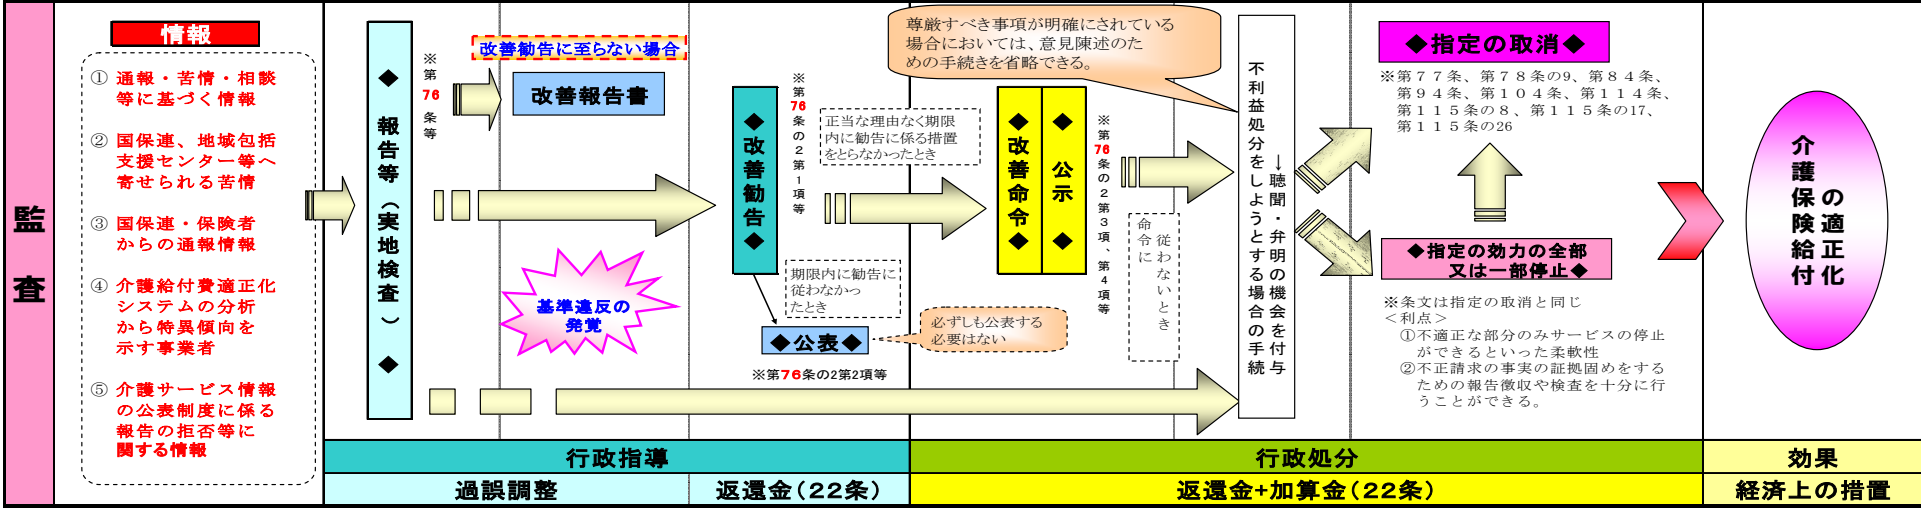 監査
情報
① 通報・苦情・相談
等に基づく情報
② 国保連、地域包括
支援センター等へ
寄せられる苦情
③ 国保連・保険者
からの通報情報
④ 介護給付費適正化
システムの分析
から特異傾向を
示す事業者
⑤ 介護サービス情報
の公表制度に係る
報告の拒否等に
関する情報
◆報告等（実地検査）◆
※第76条等
改善勧告に至らない場合
改善報告書
基準違反の
発覚
◆改善勧告◆
※第76条の2第1項等
期限内に勧告に
従わなかっ
たとき
◆公表◆
※第76条の2第2項等
必ずしも公表する
必要はない
正当な理由なく期限
内に勧告に係る措置
をとらなかったとき
◆改善命令◆
◆公示◆
※第76条の2第3項、第4項等
命令に
従わないとき
尊厳すべき事項が明確にされている
場合においては、意見陳述のた
めの手続きを省略できる。
不利益処分をしようとする場合の手続
→聴聞・弁明の機会を付与
◆指定の取消◆
※第77条、第78条の9、第84条、
第94条、第104条、第114条、
第115条の8、第115条の17、
第115条の26
◆指定の効力の全部
又は一部停止◆
※条文は指定の取消と同じ
＜利点＞
①不適正な部分のみサービスの停止
ができるといった柔軟性
②不正請求の事実の証拠固めをする
ための報告徴収や検査を十分に行
うことができる。
介護保険給付
の適正化
行政指導
行政処分
効果
過誤調整
返還金（22条）
返還金+加算金（22条）
経済上の措置